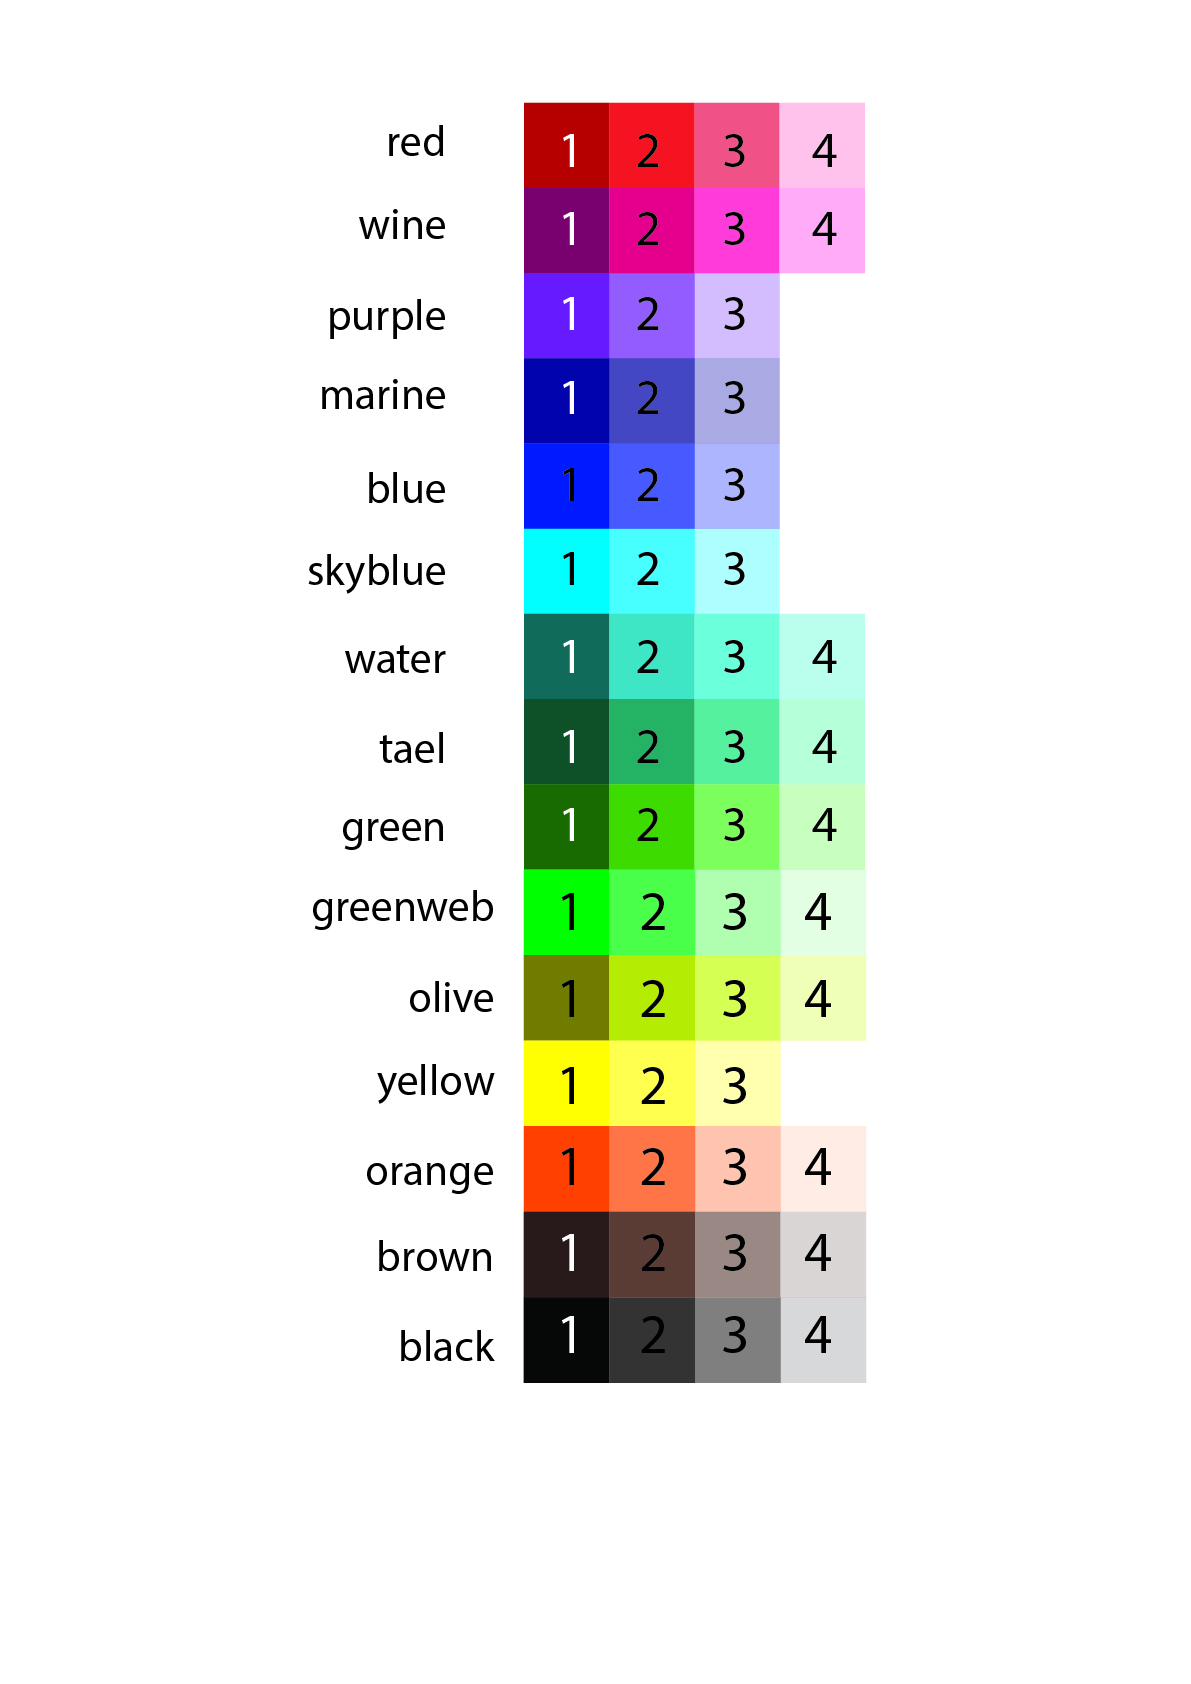 red 1 2 3 4
wine 1 2 3 4
purple 1 2 3
marine 1 2 3
blue 1 2 3
skyblue 1 2 3
water 1 2 3 4
tael 1 2 3 4
green 1 2 3 4
greenweb 1 2 3 4
olive 1 2 3 4
yellow 1 2 3
orange 1 2 3 4
brown 1 2 3 4
black 1 2 3 4